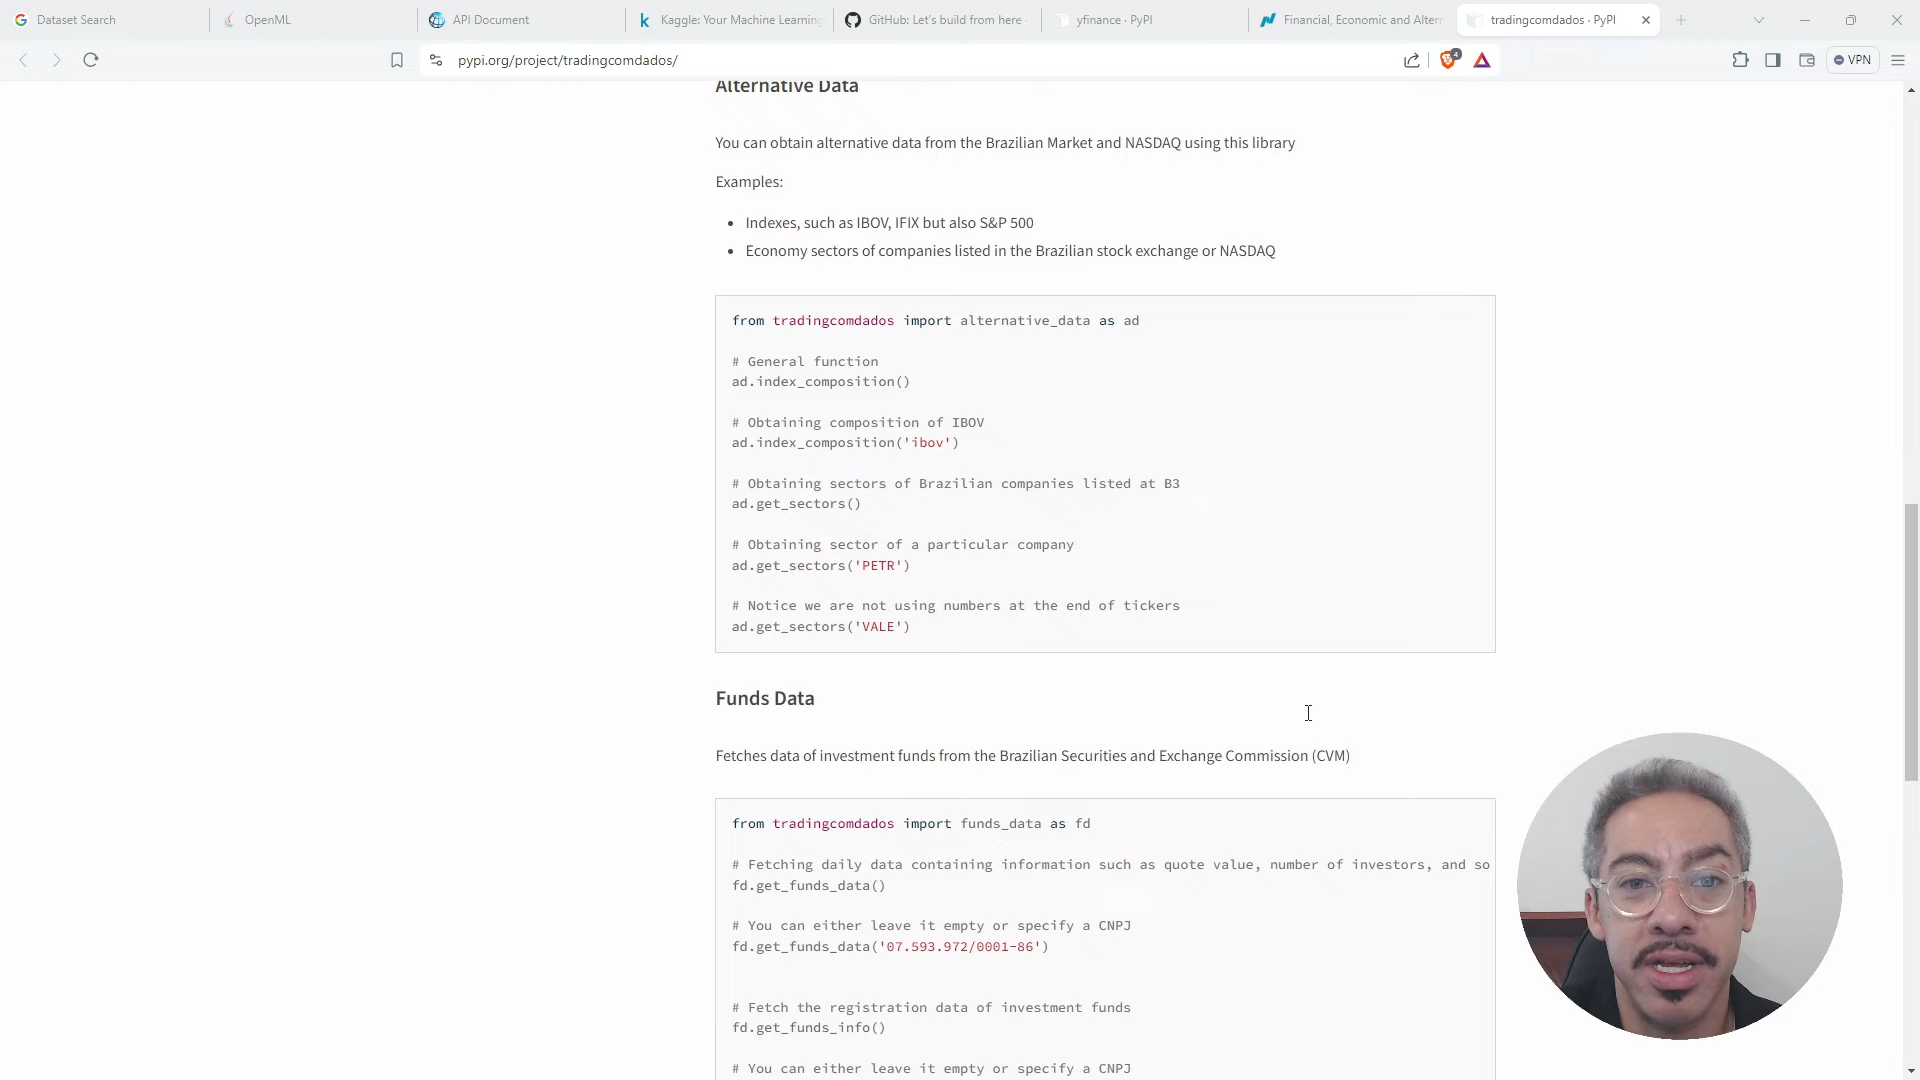 Dataset Search
OpenML
API Document
Kaggle: Your Machine Learning
GitHub: Let's build from here ·
yfinance · PyPI
Financial, Economic and Altern
tradingcomdados · PyPI
pypi.org/project/tradingcomdados/
4
VPN
Alternative Data
You can obtain alternative data from the Brazilian Market and NASDAQ using this library
Examples:
• Indexes, such as IBOV, IFIX but also S&P 500
• Economy sectors of companies listed in the Brazilian stock exchange or NASDAQ
from tradingcomdados import alternative_data as ad
# General function
ad.index_composition()
# Obtaining composition of IBOV
ad.index_composition('ibov')
# Obtaining sectors of Brazilian companies listed at B3
ad.get_sectors()
# Obtaining sector of a particular company
ad.get_sectors('PETR')
# Notice we are not using numbers at the end of tickers
ad.get_sectors('VALE')
Funds Data
Fetches data of investment funds from the Brazilian Securities and Exchange Commission (CVM)
from tradingcomdados import funds_data as fd
# Fetching daily data containing information such as quote value, number of investors, and so
fd.get_funds_data()
# You can either leave it empty or specify a CNPJ
fd.get_funds_data('07.593.972/0001-86')
# Fetch the registration data of investment funds
fd.get_funds_info()
# You can either leave it empty or specify a CNPJ